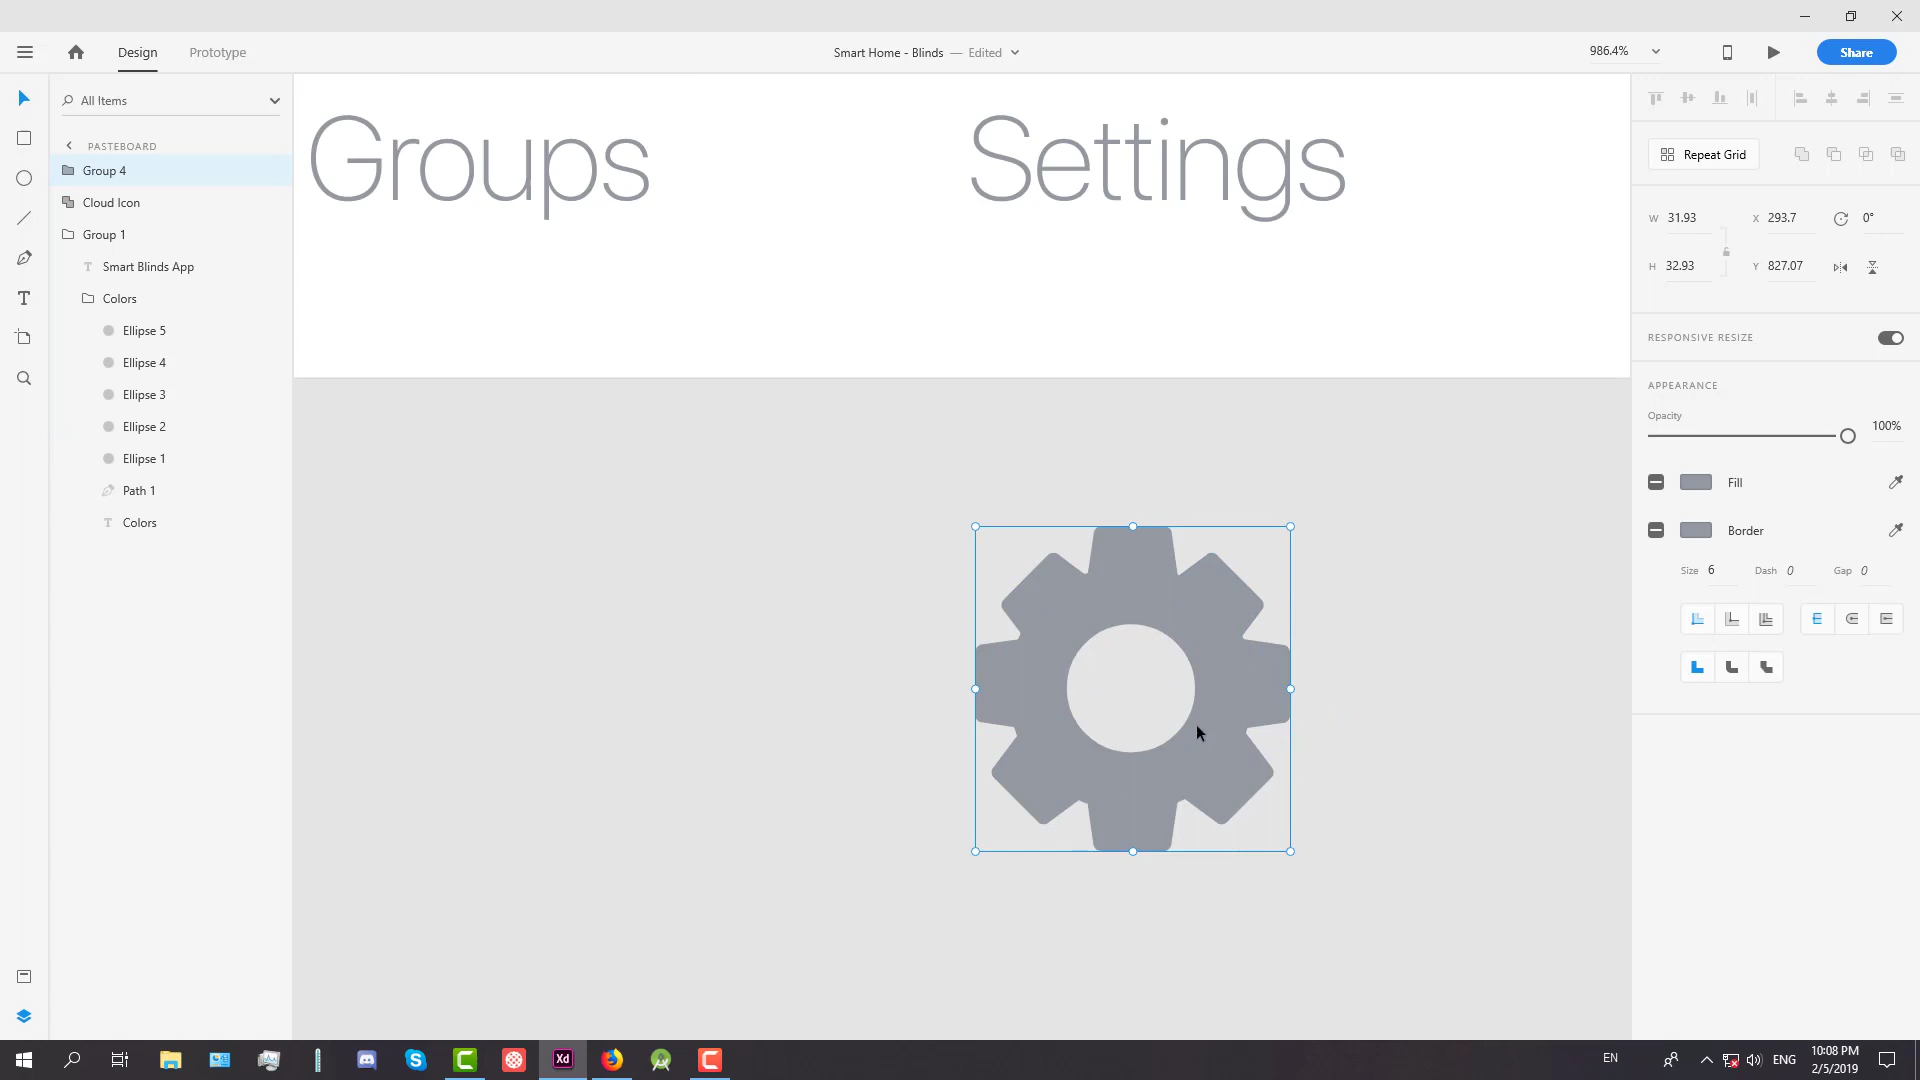 Design
Prototype
Smart Home - Blinds — Edited
986.4%
Share
All Items
PASTEBOARD
Group 4
Cloud Icon
Group 1
T Smart Blinds App
Colors
Ellipse 5
Ellipse 4
Ellipse 3
Ellipse 2
Ellipse 1
Path 1
T Colors
Groups
Settings
Repeat Grid
W 31.93
X 293.7
0°
H 32.93
Y 827.07
RESPONSIVE RESIZE
APPEARANCE
Opacity
100%
Fill
Border
Size 6
Dash 0
Gap 0
Xd
EN
ENG
10:08 PM
2/5/2019